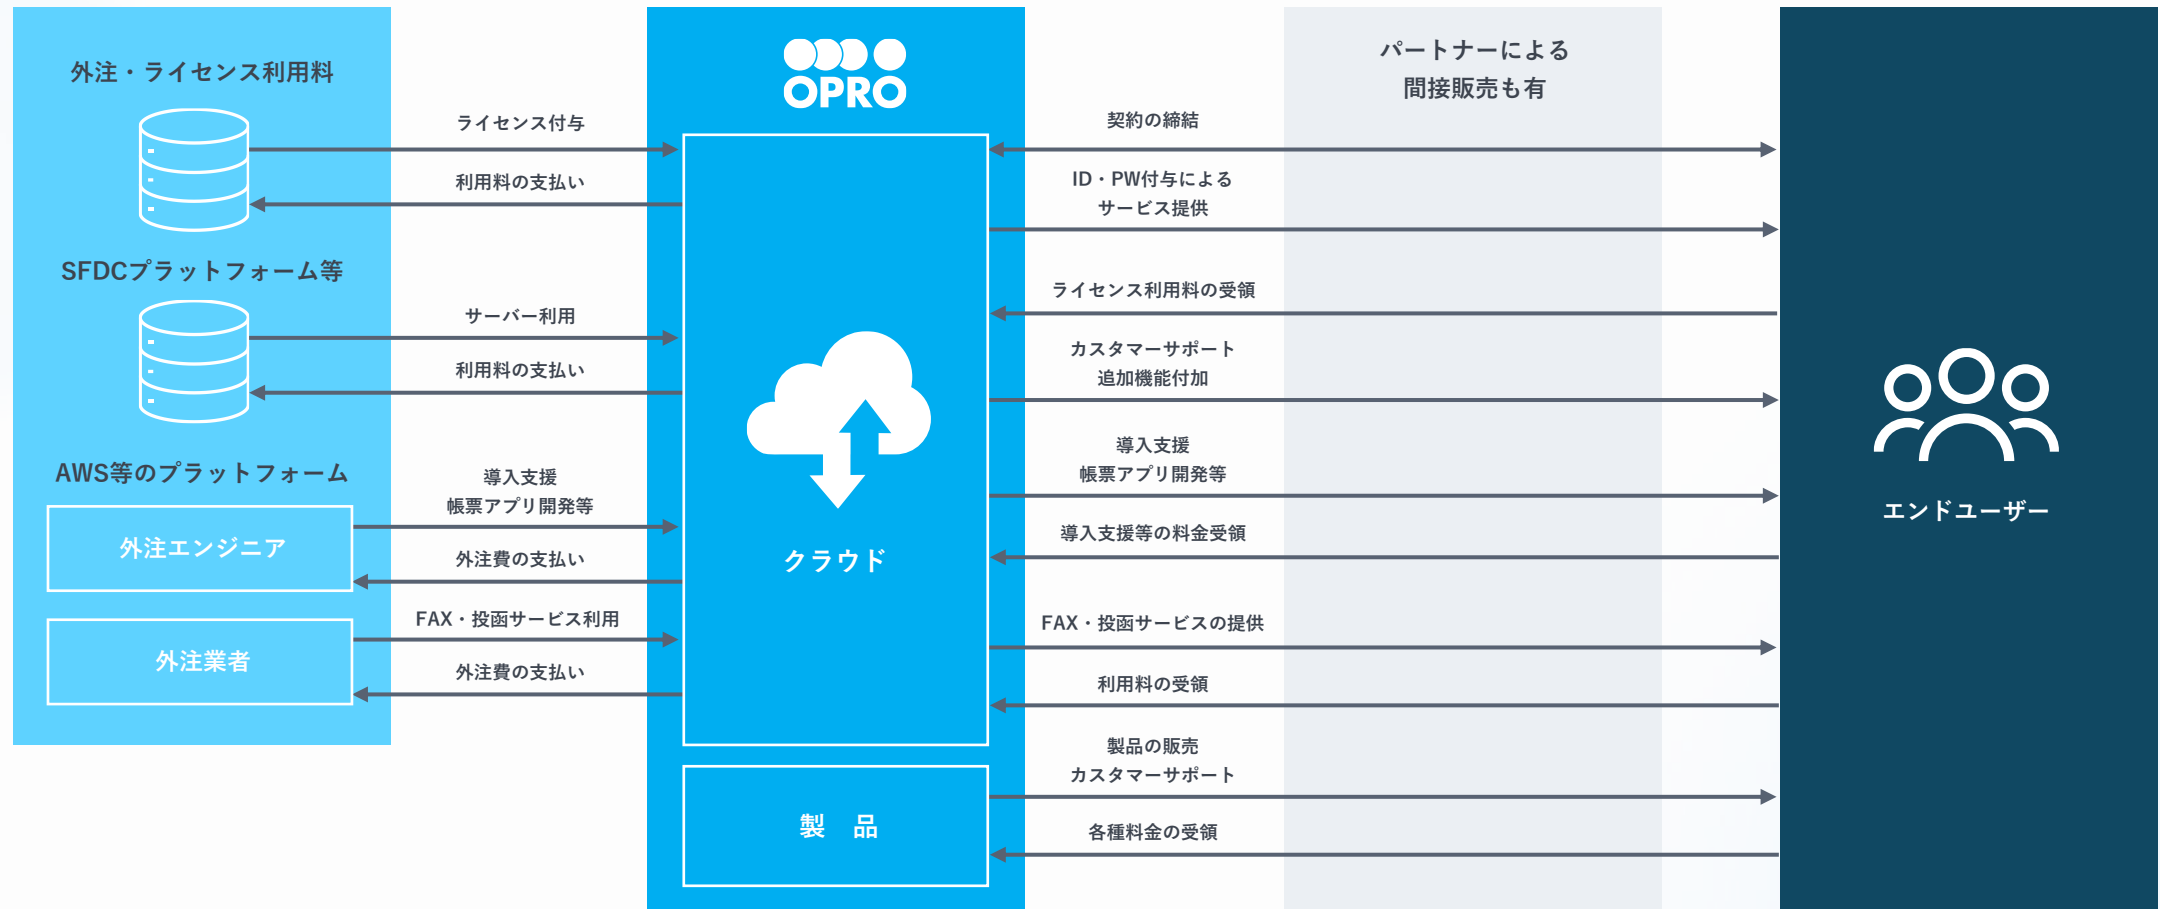 外注・ライセンス利用料
SFDCプラットフォーム等
AWS等のプラットフォーム
外注エンジニア
外注業者
ライセンス付与
利用料の支払い
サーバー利用
利用料の支払い
導入支援
帳票アプリ開発等
外注費の支払い
FAX・投函サービス利用
外注費の支払い
OPRO
クラウド
製　品
契約の締結
ID・PW付与による
サービス提供
ライセンス利用料の受領
カスタマーサポート
追加機能付加
導入支援
帳票アプリ開発等
導入支援等の料金受領
FAX・投函サービスの提供
利用料の受領
製品の販売
カスタマーサポート
各種料金の受領
パートナーによる
間接販売も有
エンドユーザー